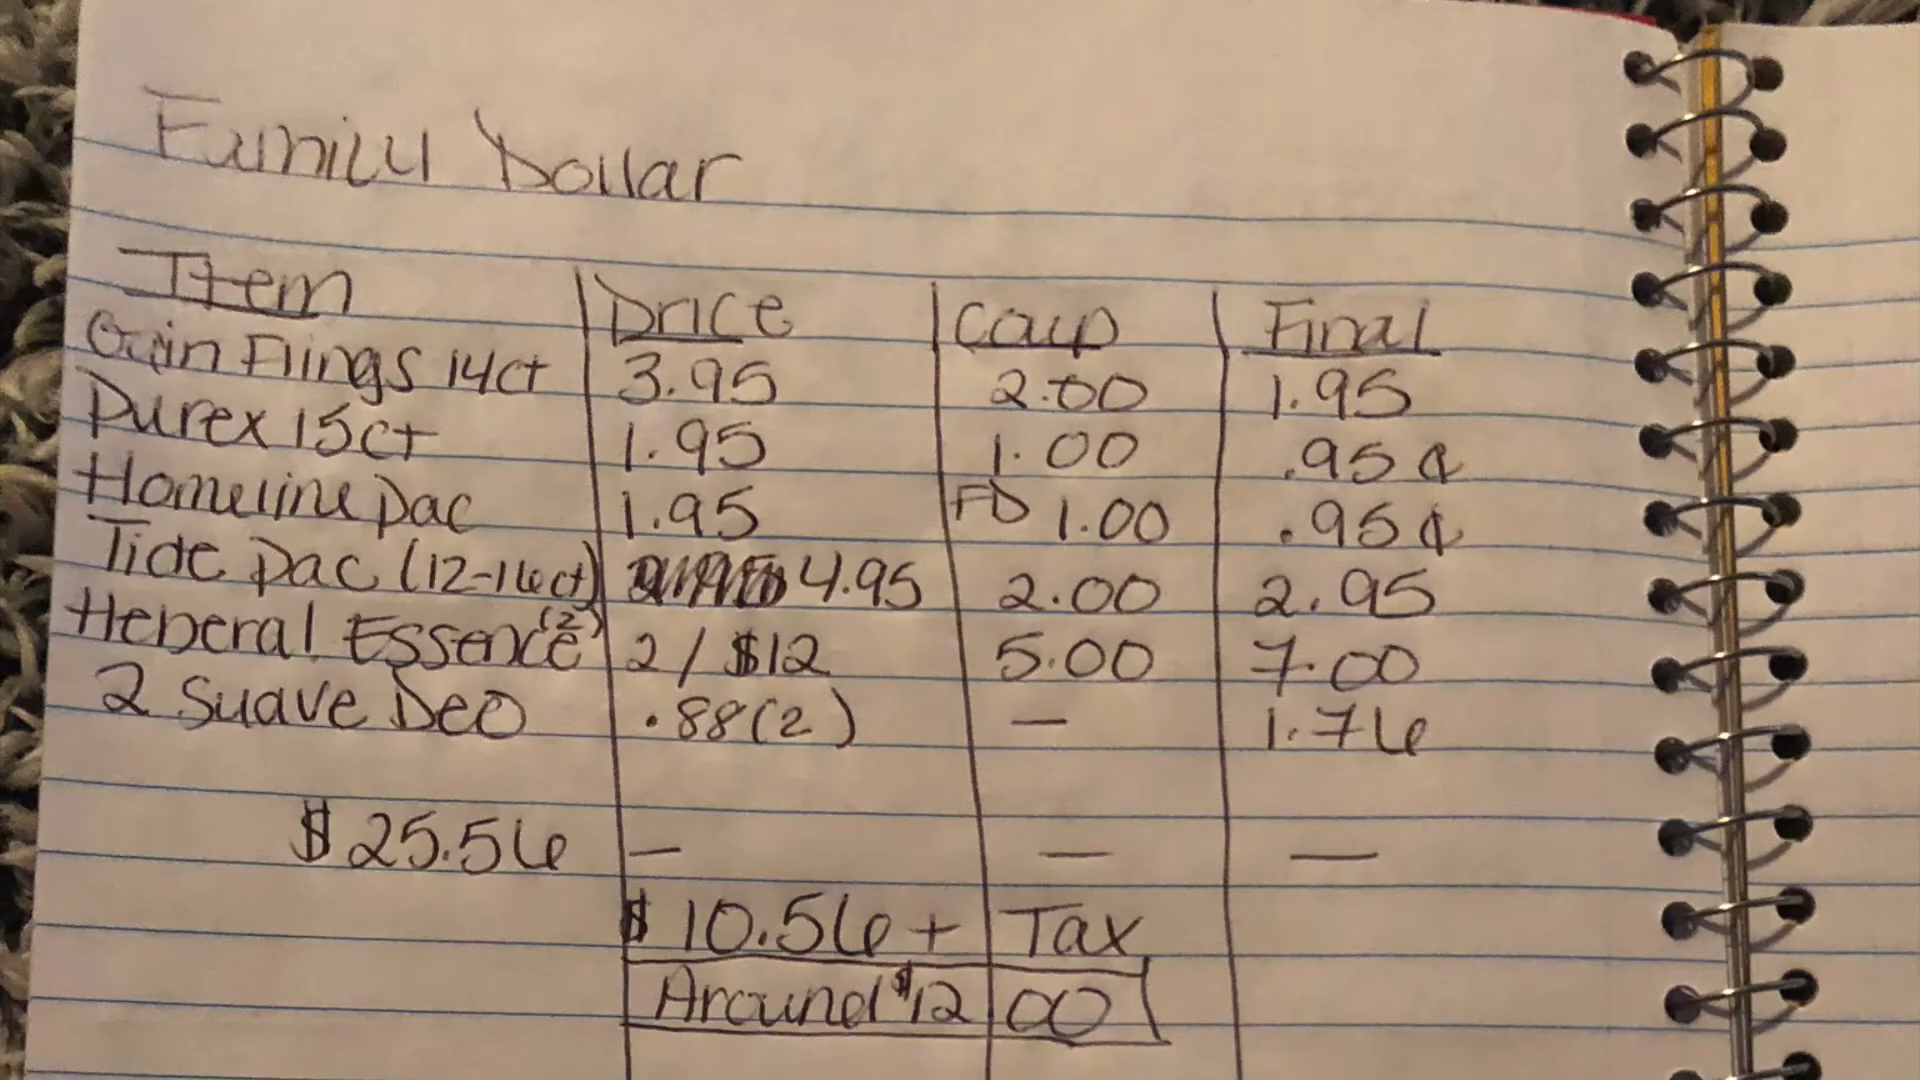 Family Dollar
Item Price Coup Final
Gain Flings 14ct 3.95 2.00 1.95
Purex 15ct 1.95 1.00 .95¢
Homeline Pac 1.95 FD 1.00 .95¢
Tide Pac (12-16ct) 4.95 2.00 2.95
Heberal Essence (2) 2/$12 5.00 7.00
2 Suave Deo .88(2) — 1.76
$25.56 — — —
$10.56 + Tax
Around $12 00